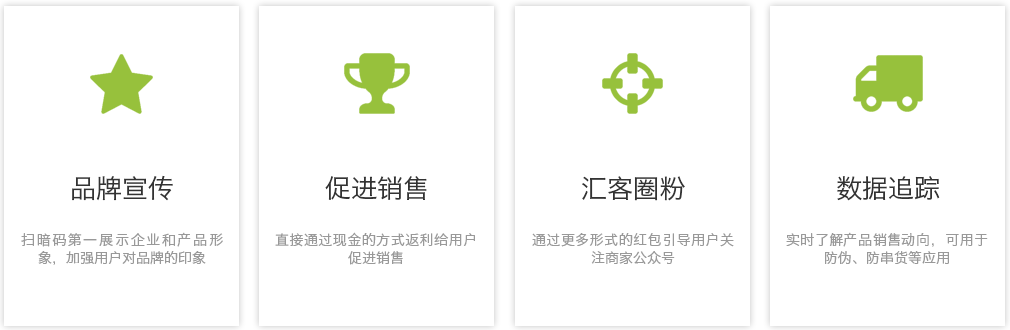 品牌宣传
扫暗码第一展示企业和产品形
象，加强用户对品牌的印象
促进销售
直接通过现金的方式返利给用户
促进销售
汇客圈粉
通过更多形式的红包引导用户关
注商家公众号
数据追踪
实时了解产品销售动向，可用于
防伪、防串货等应用